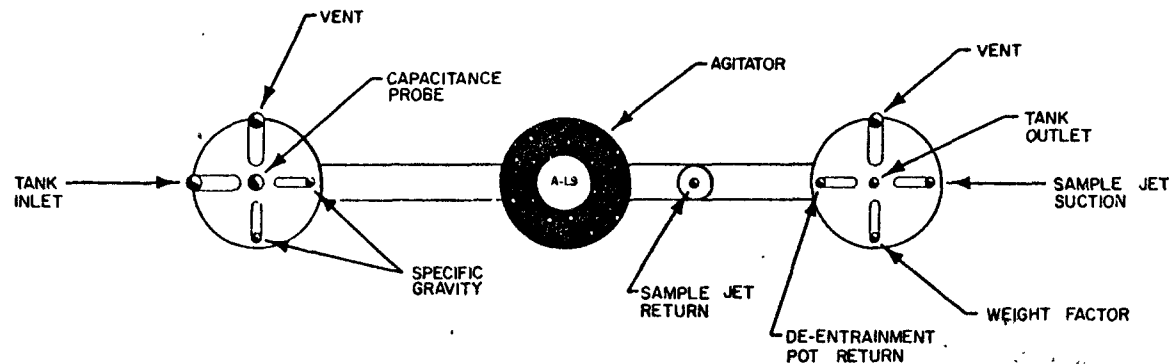 VENT
CAPACITANCE
PROBE
AGITATOR
VENT
TANK
OUTLET
TANK
INLET
A-L9
SAMPLE JET
SUCTION
SPECIFIC
GRAVITY
SAMPLE JET
RETURN
DE-ENTRAINMENT
POT RETURN
WEIGHT FACTOR